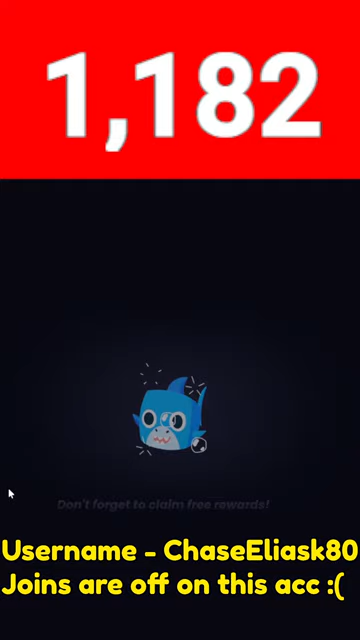 1,182
Don't forget to claim free rewards!
Username - ChaseEliask80
Joins are off on this acc :(